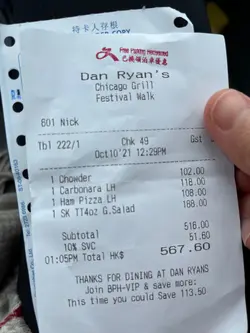 持卡人存根
COPY
Free Parking Redeemed
Dan Ryan's
Chicago Grill
Festival Walk
601 Nick
Tbl 222/1 Chk 49 Gst
Oct10'21 12:29PM
1 Chowder 102.00
1 Carbonara LH 118.00
1 Ham Pizza LH 108.00
1 SK TT4oz G.Salad 188.00
Subtotal 516.00
10% SVC 51.60
01:05PM Total HK$ 567.60
THANKS FOR DINING AT DAN RYANS
Join BPH-VIP & save more:
This time you could Save 113.50